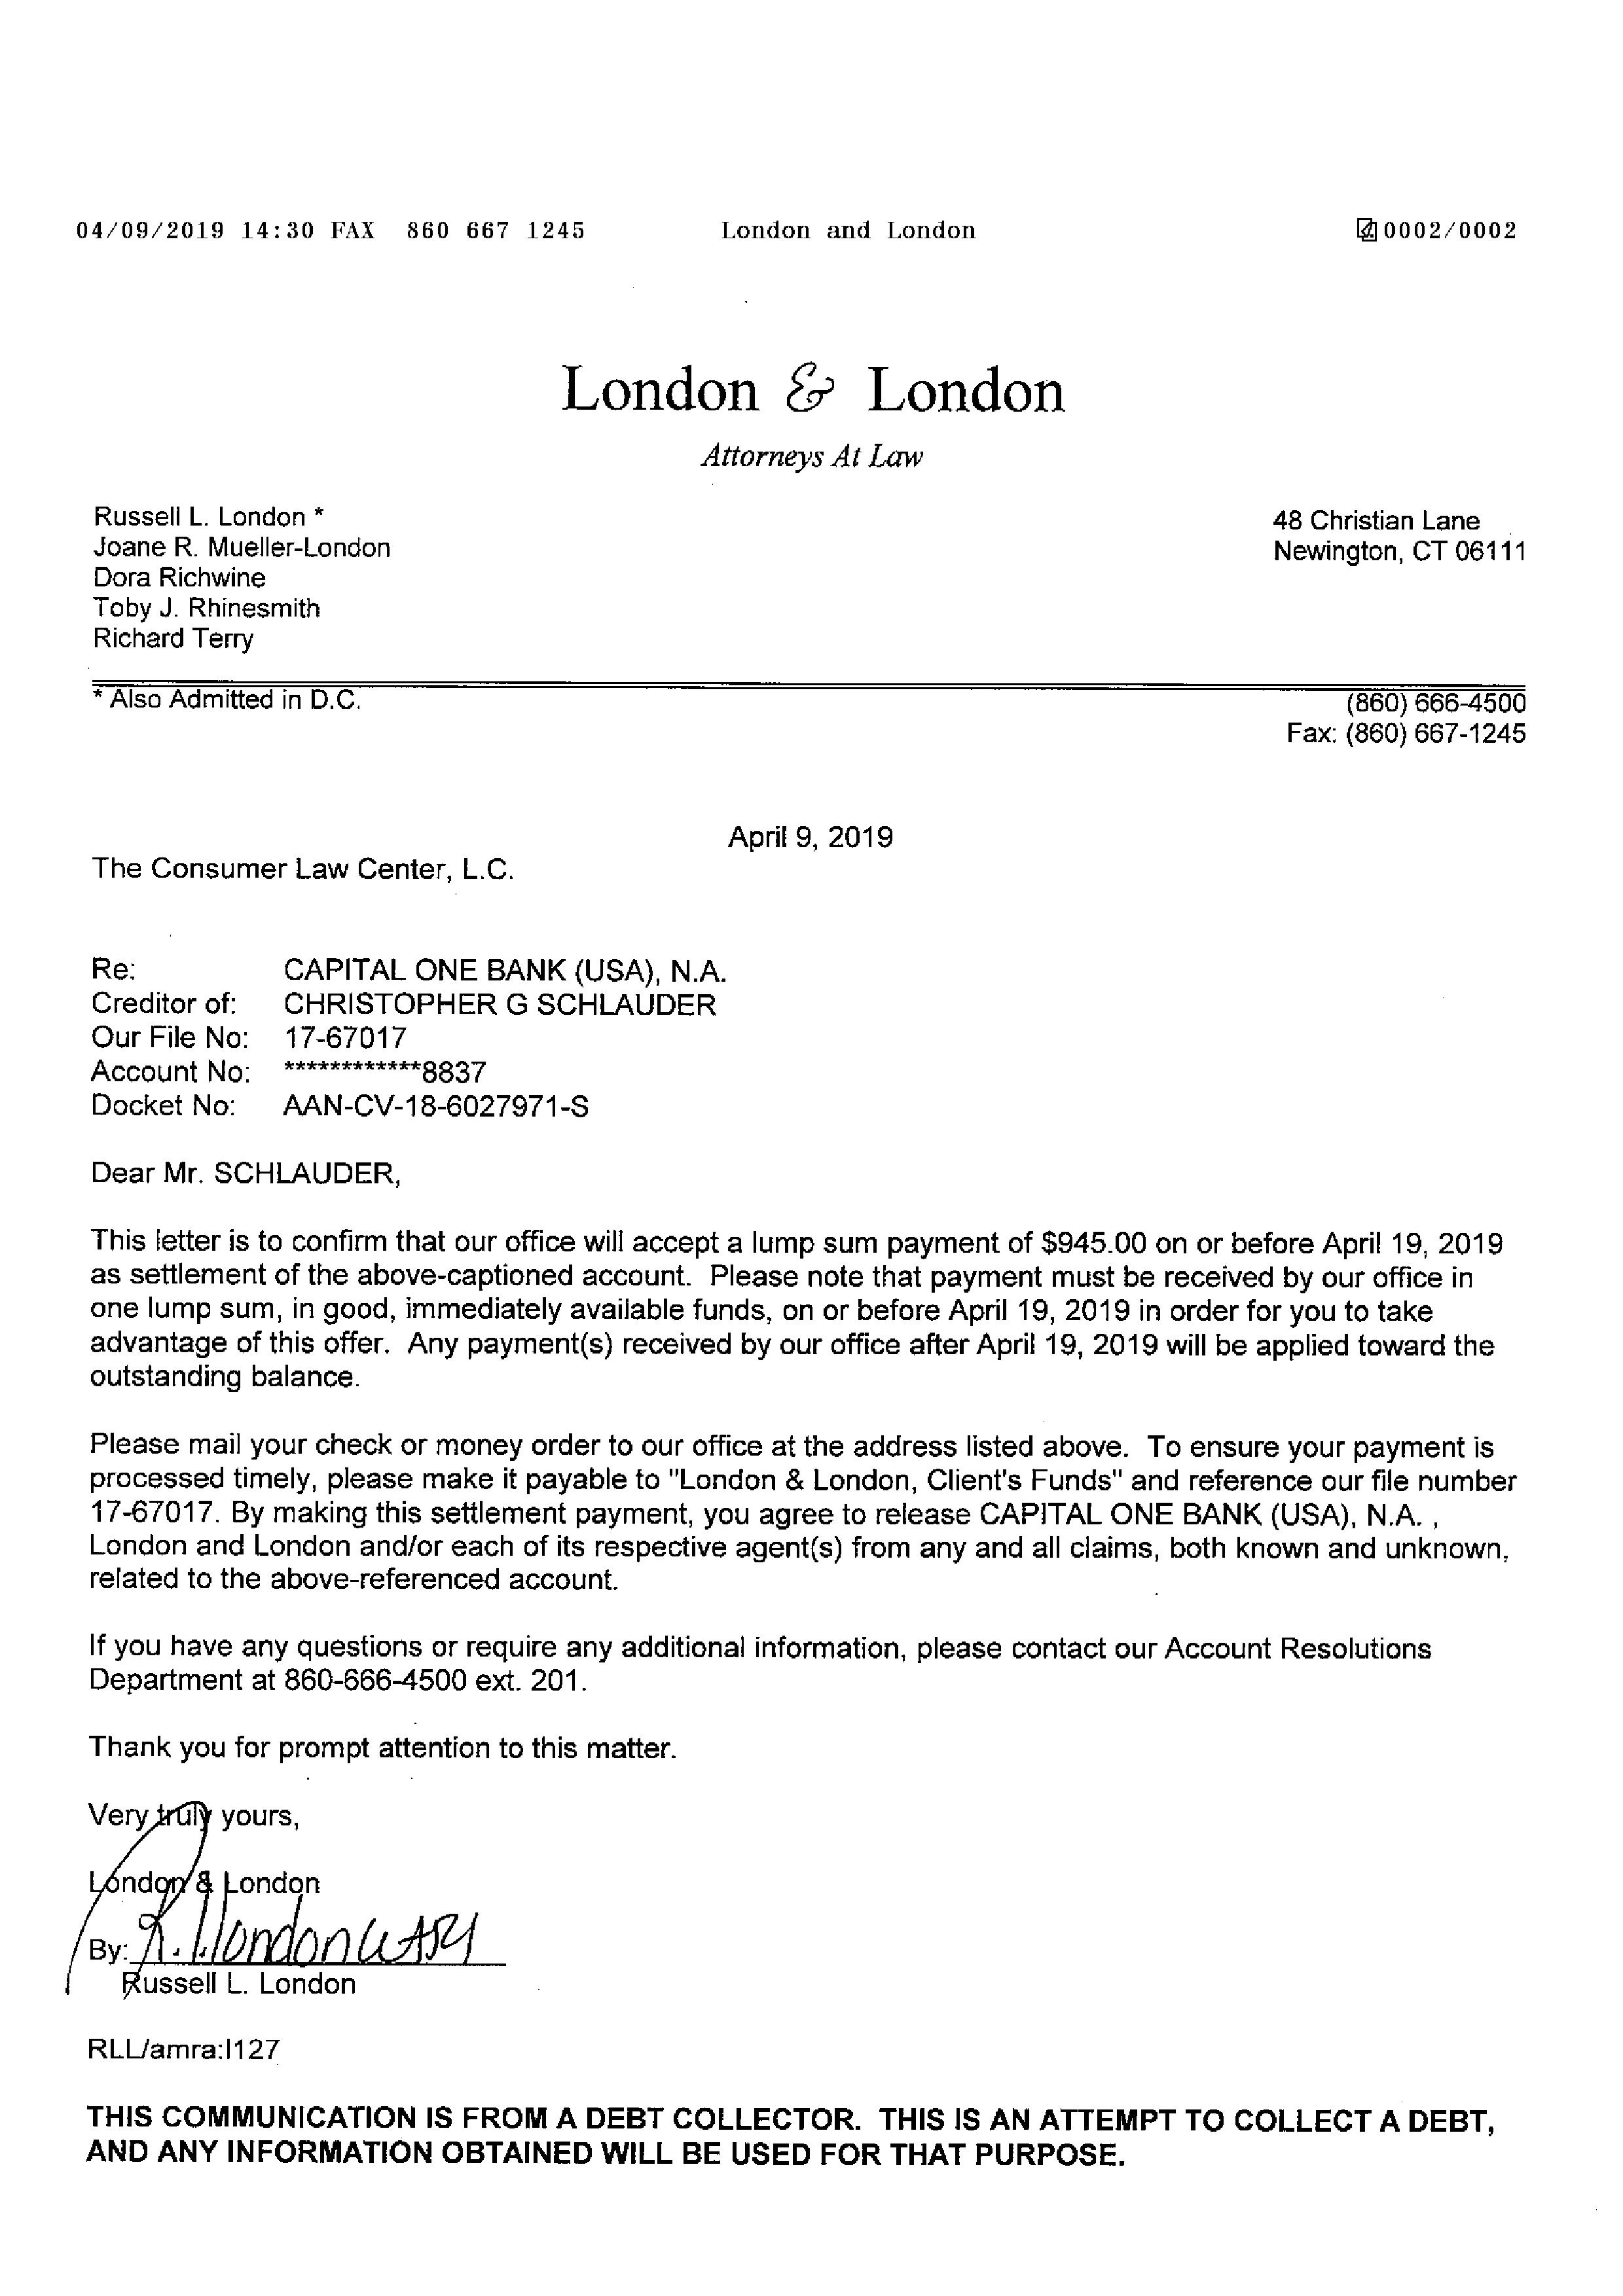 04/09/2019 14:30 FAX 860 667 1245 London and London 0002/0002
London & London
Attorneys At Law
Russell L. London *
Joane R. Mueller-London
Dora Richwine
Toby J. Rhinesmith
Richard Terry
48 Christian Lane
Newington, CT 06111
* Also Admitted in D.C.
(860) 666-4500
Fax: (860) 667-1245
April 9, 2019
The Consumer Law Center, L.C.
Re: CAPITAL ONE BANK (USA), N.A.
Creditor of: CHRISTOPHER G SCHLAUDER
Our File No: 17-67017
Account No: ************8837
Docket No: AAN-CV-18-6027971-S
Dear Mr. SCHLAUDER,
This letter is to confirm that our office will accept a lump sum payment of $945.00 on or before April 19, 2019
as settlement of the above-captioned account. Please note that payment must be received by our office in
one lump sum, in good, immediately available funds, on or before April 19, 2019 in order for you to take
advantage of this offer. Any payment(s) received by our office after April 19, 2019 will be applied toward the
outstanding balance.
Please mail your check or money order to our office at the address listed above. To ensure your payment is
processed timely, please make it payable to "London & London, Client's Funds" and reference our file number
17-67017. By making this settlement payment, you agree to release CAPITAL ONE BANK (USA), N.A. ,
London and London and/or each of its respective agent(s) from any and all claims, both known and unknown,
related to the above-referenced account.
If you have any questions or require any additional information, please contact our Account Resolutions
Department at 860-666-4500 ext. 201.
Thank you for prompt attention to this matter.
Very truly yours,
London & London
By: R. London
Russell L. London
RLL/amra:l127
THIS COMMUNICATION IS FROM A DEBT COLLECTOR. THIS IS AN ATTEMPT TO COLLECT A DEBT,
AND ANY INFORMATION OBTAINED WILL BE USED FOR THAT PURPOSE.